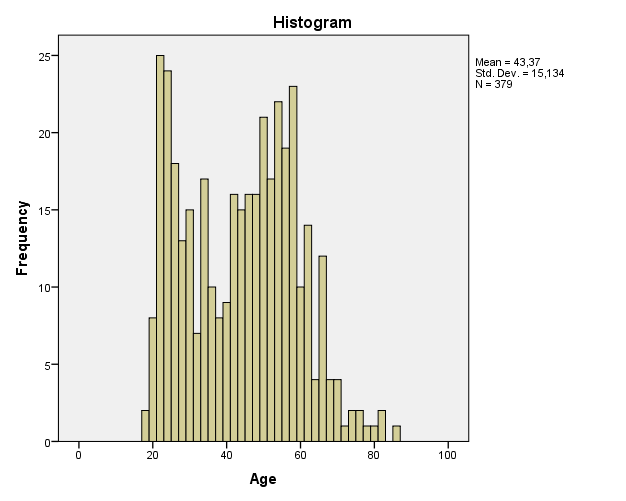 Histogram
Mean = 43,37
Std. Dev. = 15,134
N = 379
25
20
15
10
5
0
Frequency
0 20 40 60 80 100
Age